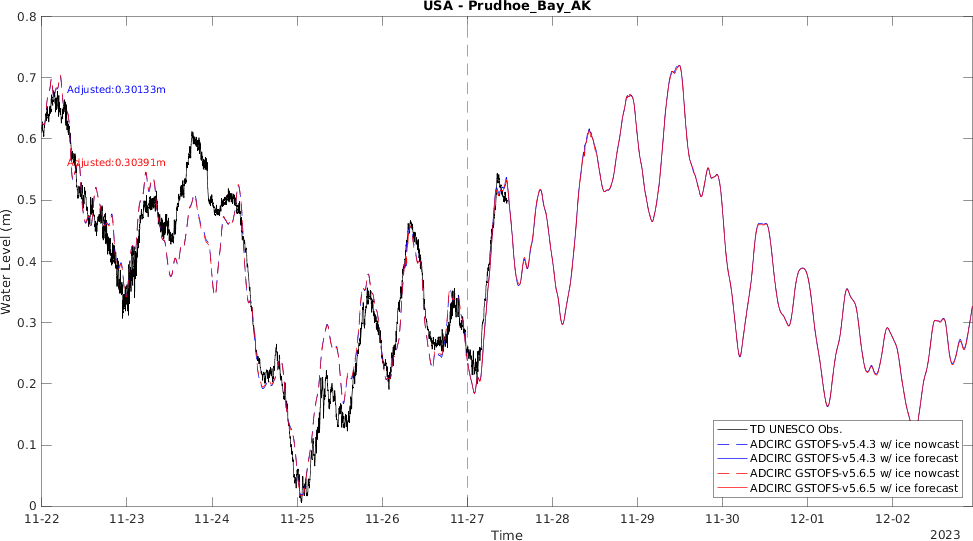 USA - Prudhoe_Bay_AK
0.8
0.7
0.6
0.5
0.4
0.3
0.2
0.1
0
Water Level (m)
Adjusted:0.30133m
Adjusted:0.30391m
TD UNESCO Obs.
ADCIRC GSTOFS-v5.4.3 w/ ice nowcast
ADCIRC GSTOFS-v5.4.3 w/ ice forecast
ADCIRC GSTOFS-v5.6.5 w/ ice nowcast
ADCIRC GSTOFS-v5.6.5 w/ ice forecast
11-22 11-23 11-24 11-25 11-26 11-27 11-28 11-29 11-30 12-01 12-02
Time
2023